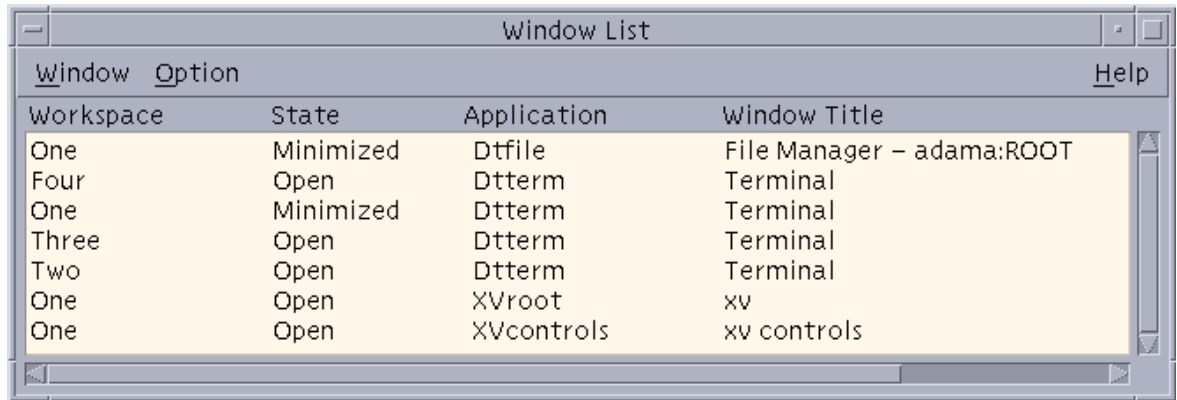 Window List
Window Option Help
Workspace State Application Window Title
One Minimized Dtfile File Manager – adama:ROOT
Four Open Dtterm Terminal
One Minimized Dtterm Terminal
Three Open Dtterm Terminal
Two Open Dtterm Terminal
One Open XVroot xv
One Open XVcontrols xv controls